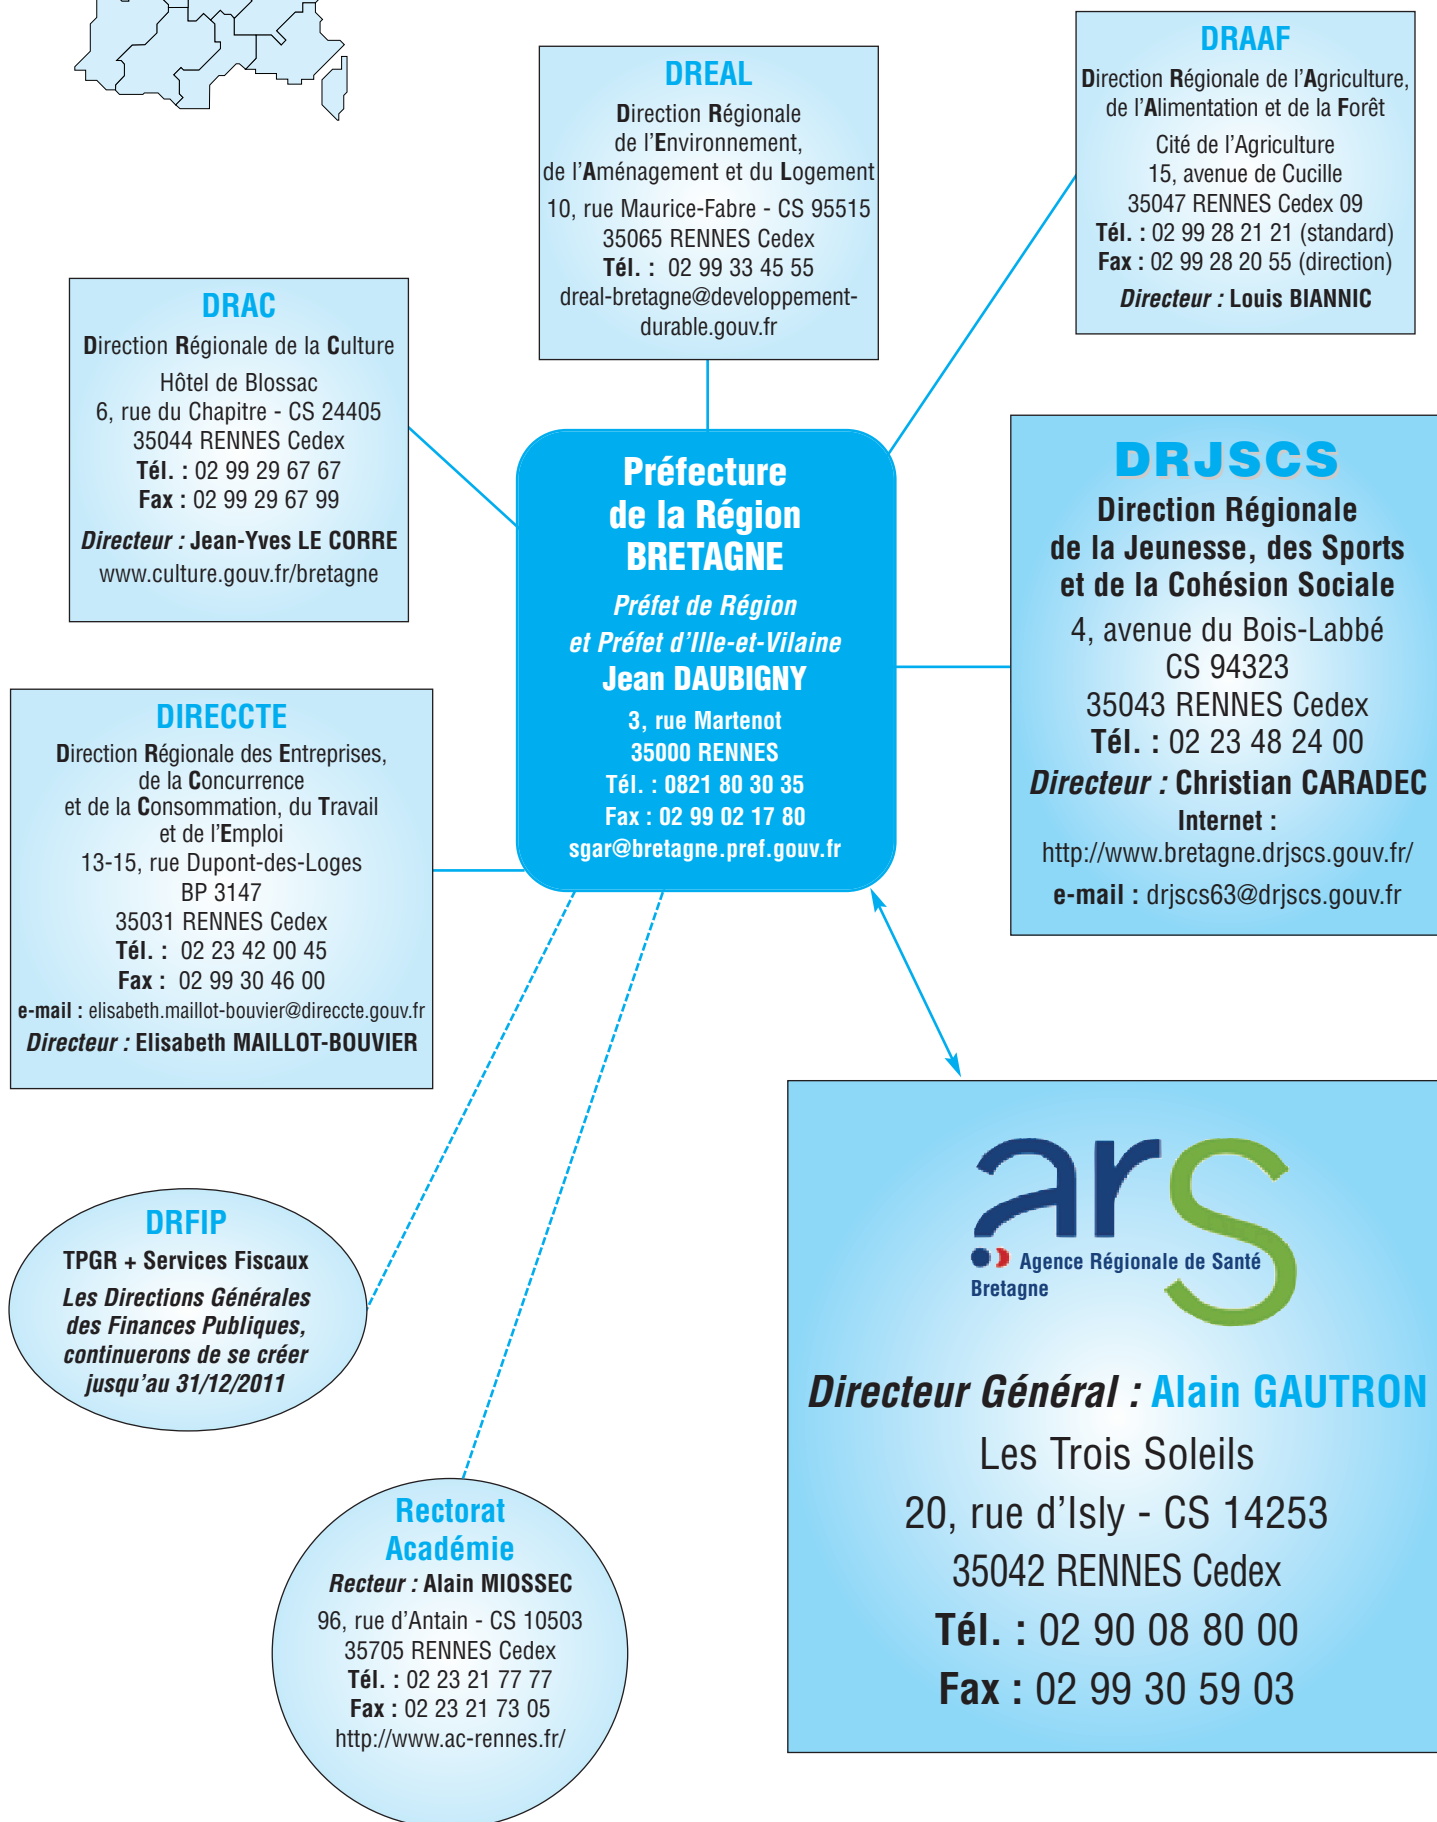 DREAL
Direction Régionale
de l'Environnement,
de l'Aménagement et du Logement
10, rue Maurice-Fabre - CS 95515
35065 RENNES Cedex
Tél. : 02 99 33 45 55
dreal-bretagne@developpement-
durable.gouv.fr
DRAAF
Direction Régionale de l'Agriculture,
de l'Alimentation et de la Forêt
Cité de l'Agriculture
15, avenue de Cucille
35047 RENNES Cedex 09
Tél. : 02 99 28 21 21 (standard)
Fax : 02 99 28 20 55 (direction)
Directeur : Louis BIANNIC
DRAC
Direction Régionale de la Culture
Hôtel de Blossac
6, rue du Chapitre - CS 24405
35044 RENNES Cedex
Tél. : 02 99 29 67 67
Fax : 02 99 29 67 99
Directeur : Jean-Yves LE CORRE
www.culture.gouv.fr/bretagne
Préfecture
de la Région
BRETAGNE
Préfet de Région
et Préfet d'Ille-et-Vilaine
Jean DAUBIGNY
3, rue Martenot
35000 RENNES
Tél. : 0821 80 30 35
Fax : 02 99 02 17 80
sgar@bretagne.pref.gouv.fr
DRJSCS
Direction Régionale
de la Jeunesse, des Sports
et de la Cohésion Sociale
4, avenue du Bois-Labbé
CS 94323
35043 RENNES Cedex
Tél. : 02 23 48 24 00
Directeur : Christian CARADEC
Internet :
http://www.bretagne.drjscs.gouv.fr/
e-mail : drjscs63@drjscs.gouv.fr
DIRECCTE
Direction Régionale des Entreprises,
de la Concurrence
et de la Consommation, du Travail
et de l'Emploi
13-15, rue Dupont-des-Loges
BP 3147
35031 RENNES Cedex
Tél. : 02 23 42 00 45
Fax : 02 99 30 46 00
e-mail : elisabeth.maillot-bouvier@direccte.gouv.fr
Directeur : Elisabeth MAILLOT-BOUVIER
DRFIP
TPGR + Services Fiscaux
Les Directions Générales
des Finances Publiques,
continuerons de se créer
jusqu'au 31/12/2011
Rectorat
Académie
Recteur : Alain MIOSSEC
96, rue d'Antain - CS 10503
35705 RENNES Cedex
Tél. : 02 23 21 77 77
Fax : 02 23 21 73 05
http://www.ac-rennes.fr/
ars
Agence Régionale de Santé
Bretagne
Directeur Général : Alain GAUTRON
Les Trois Soleils
20, rue d'Isly - CS 14253
35042 RENNES Cedex
Tél. : 02 90 08 80 00
Fax : 02 99 30 59 03